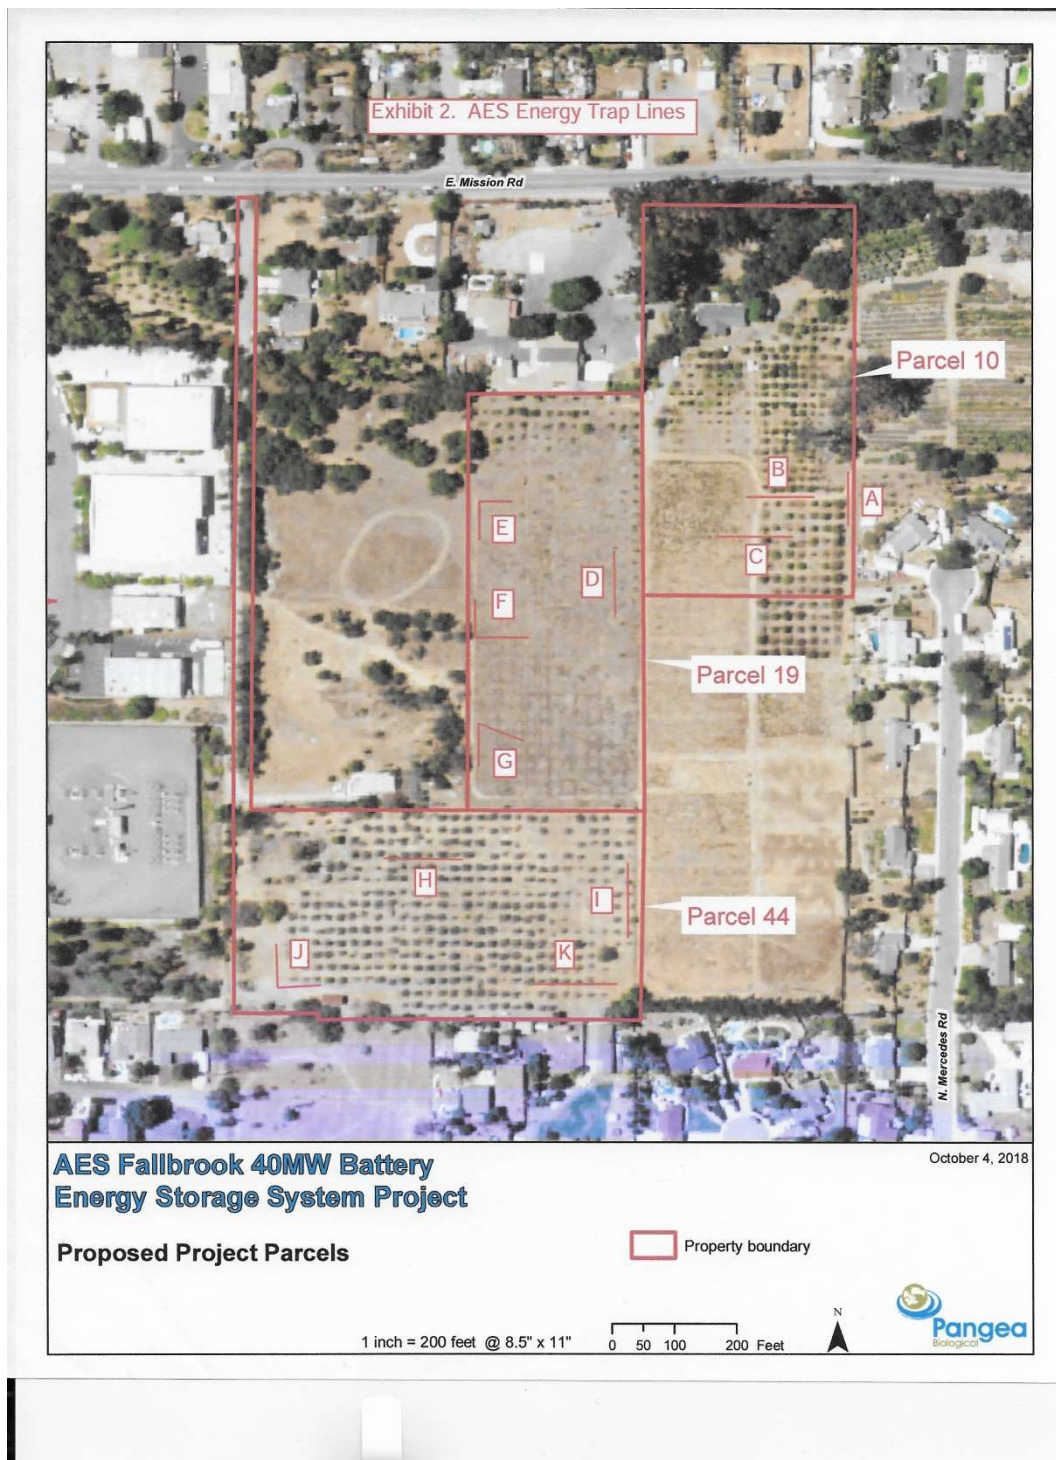 Exhibit 2. AES Energy Trap Lines
E. Mission Rd
Parcel 10
B
A
E
C
D
F
Parcel 19
G
H
I
Parcel 44
J
K
N. Mercedes Rd
AES Fallbrook 40MW Battery
Energy Storage System Project
October 4, 2018
Proposed Project Parcels
Property boundary
1 inch = 200 feet @ 8.5" x 11"
0 50 100 200 Feet
N
Pangea
Biological